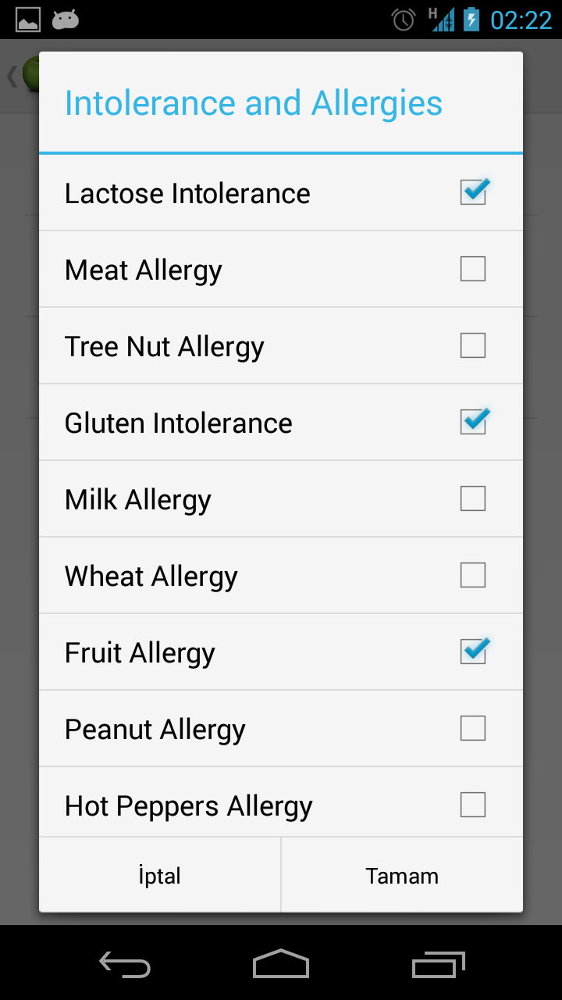 H 02:22
Intolerance and Allergies
Lactose Intolerance
Meat Allergy
Tree Nut Allergy
Gluten Intolerance
Milk Allergy
Wheat Allergy
Fruit Allergy
Peanut Allergy
Hot Peppers Allergy
İptal Tamam